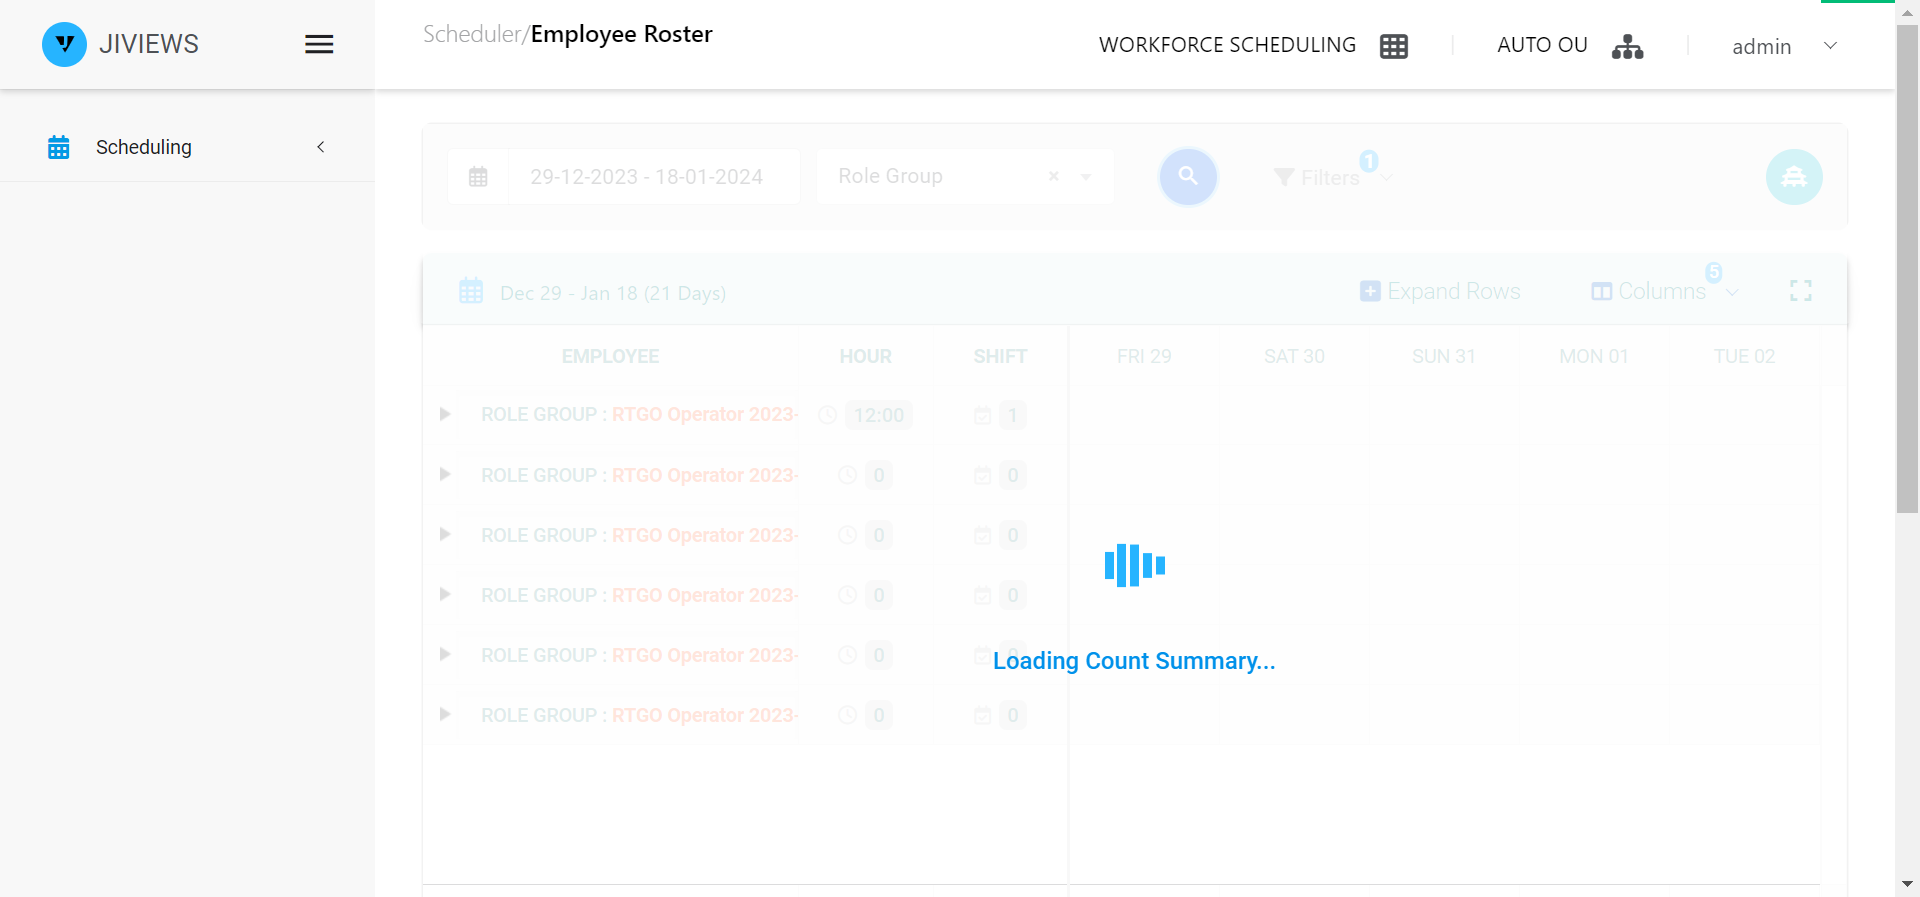 JIVIEWS
Scheduler/Employee Roster
WORKFORCE SCHEDULING
AUTO OU
admin
Scheduling
29-12-2023 - 18-01-2024
Role Group
Filters
1
Dec 29 - Jan 18 (21 Days)
Expand Rows
Columns
5
EMPLOYEE HOUR SHIFT FRI 29 SAT 30 SUN 31 MON 01 TUE 02
ROLE GROUP : RTGO Operator 2023- 12:00 1
ROLE GROUP : RTGO Operator 2023- 0 0
ROLE GROUP : RTGO Operator 2023- 0 0
ROLE GROUP : RTGO Operator 2023- 0 0
ROLE GROUP : RTGO Operator 2023- 0 0
Loading Count Summary...
ROLE GROUP : RTGO Operator 2023- 0 0